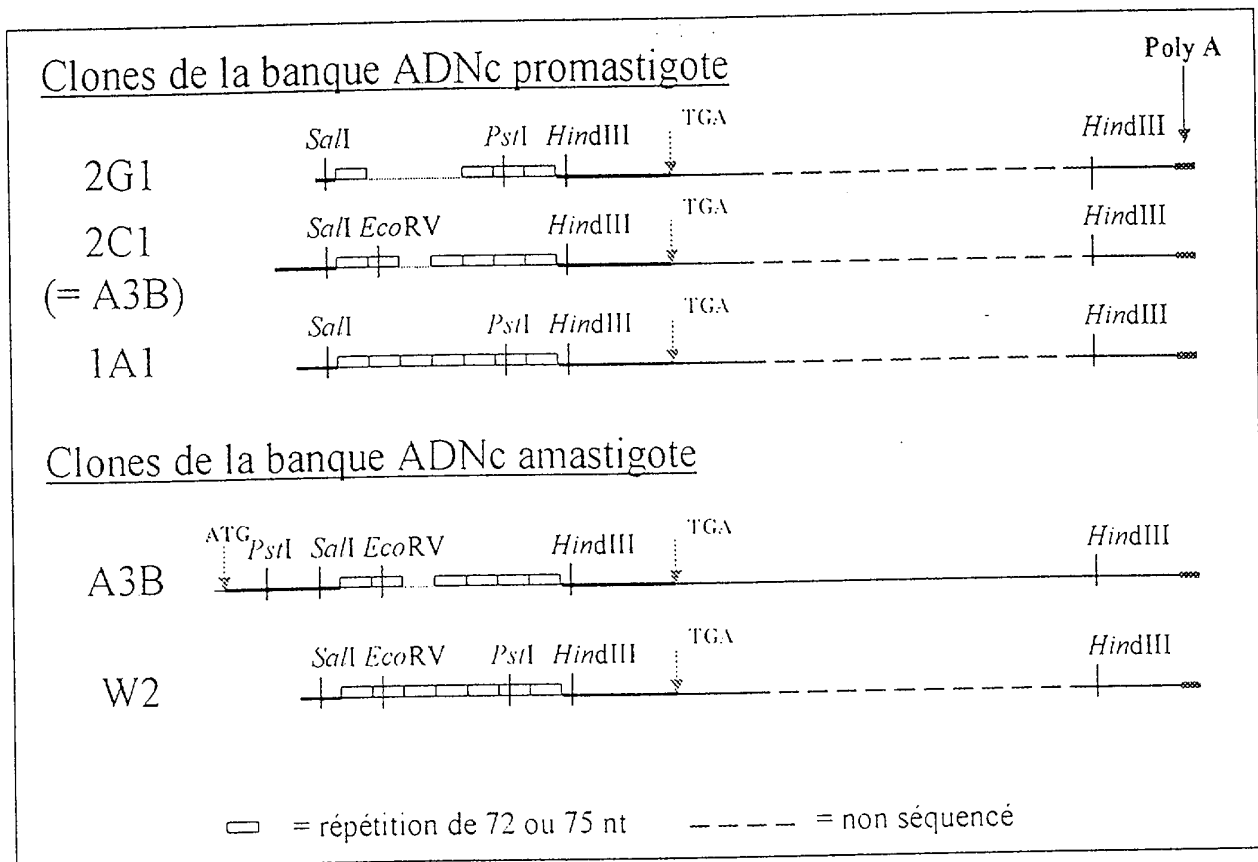 Poly A
Clones de la banque ADNc promastigote
SalI PstI HindIII TGA HindIII
2G1
SalI EcoRV HindIII TGA HindIII
2C1
(= A3B)
SalI PstI HindIII TGA HindIII
1A1
Clones de la banque ADNc amastigote
ATG PstI SalI EcoRV HindIII TGA HindIII
A3B
SalI EcoRV PstI HindIII TGA HindIII
W2
= répétition de 72 ou 75 nt - - - - = non séquencé